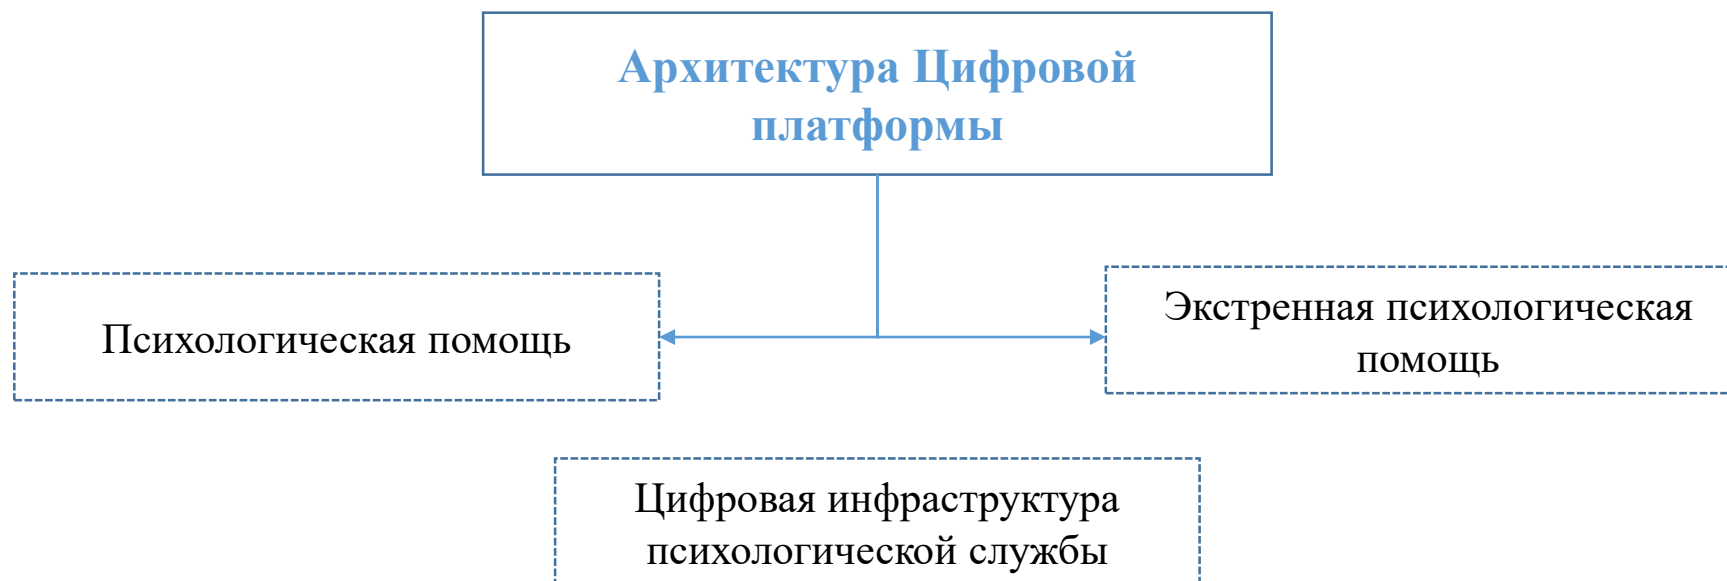 Архитектура Цифровой
платформы
Психологическая помощь
Экстренная психологическая
помощь
Цифровая инфраструктура
психологической службы